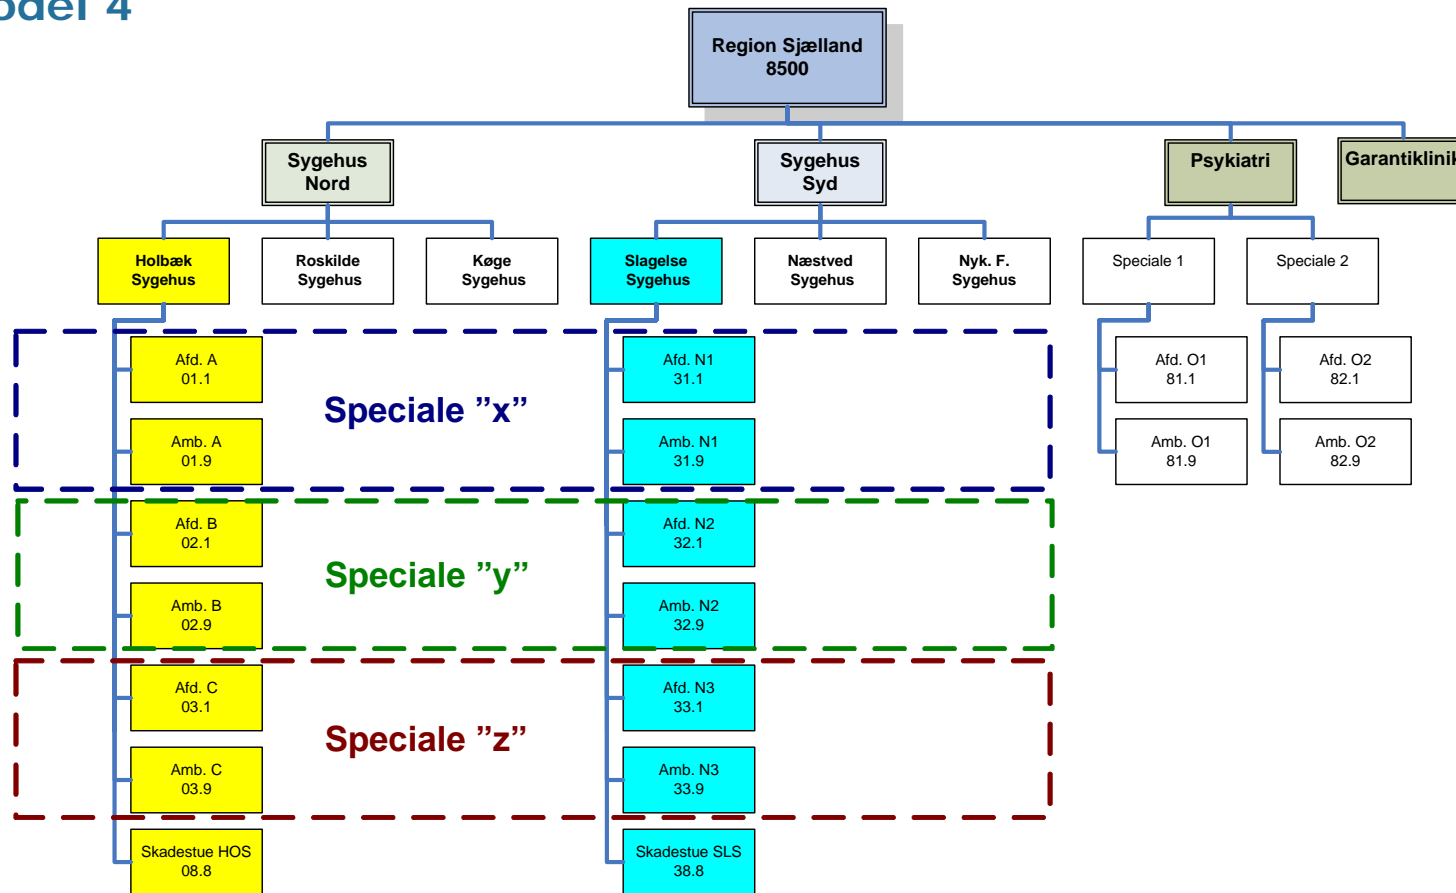 odel 4
Region Sjælland
8500
Sygehus
Nord
Sygehus
Syd
Psykiatri
Garantiklinik
Holbæk
Sygehus
Roskilde
Sygehus
Køge
Sygehus
Slagelse
Sygehus
Næstved
Sygehus
Nyk. F.
Sygehus
Speciale 1
Speciale 2
Afd. A
01.1
Afd. N1
31.1
Afd. O1
81.1
Afd. O2
82.1
Speciale ”x”
Amb. A
01.9
Amb. N1
31.9
Amb. O1
81.9
Amb. O2
82.9
Afd. B
02.1
Afd. N2
32.1
Speciale ”y”
Amb. B
02.9
Amb. N2
32.9
Afd. C
03.1
Afd. N3
33.1
Speciale ”z”
Amb. C
03.9
Amb. N3
33.9
Skadestue HOS
08.8
Skadestue SLS
38.8